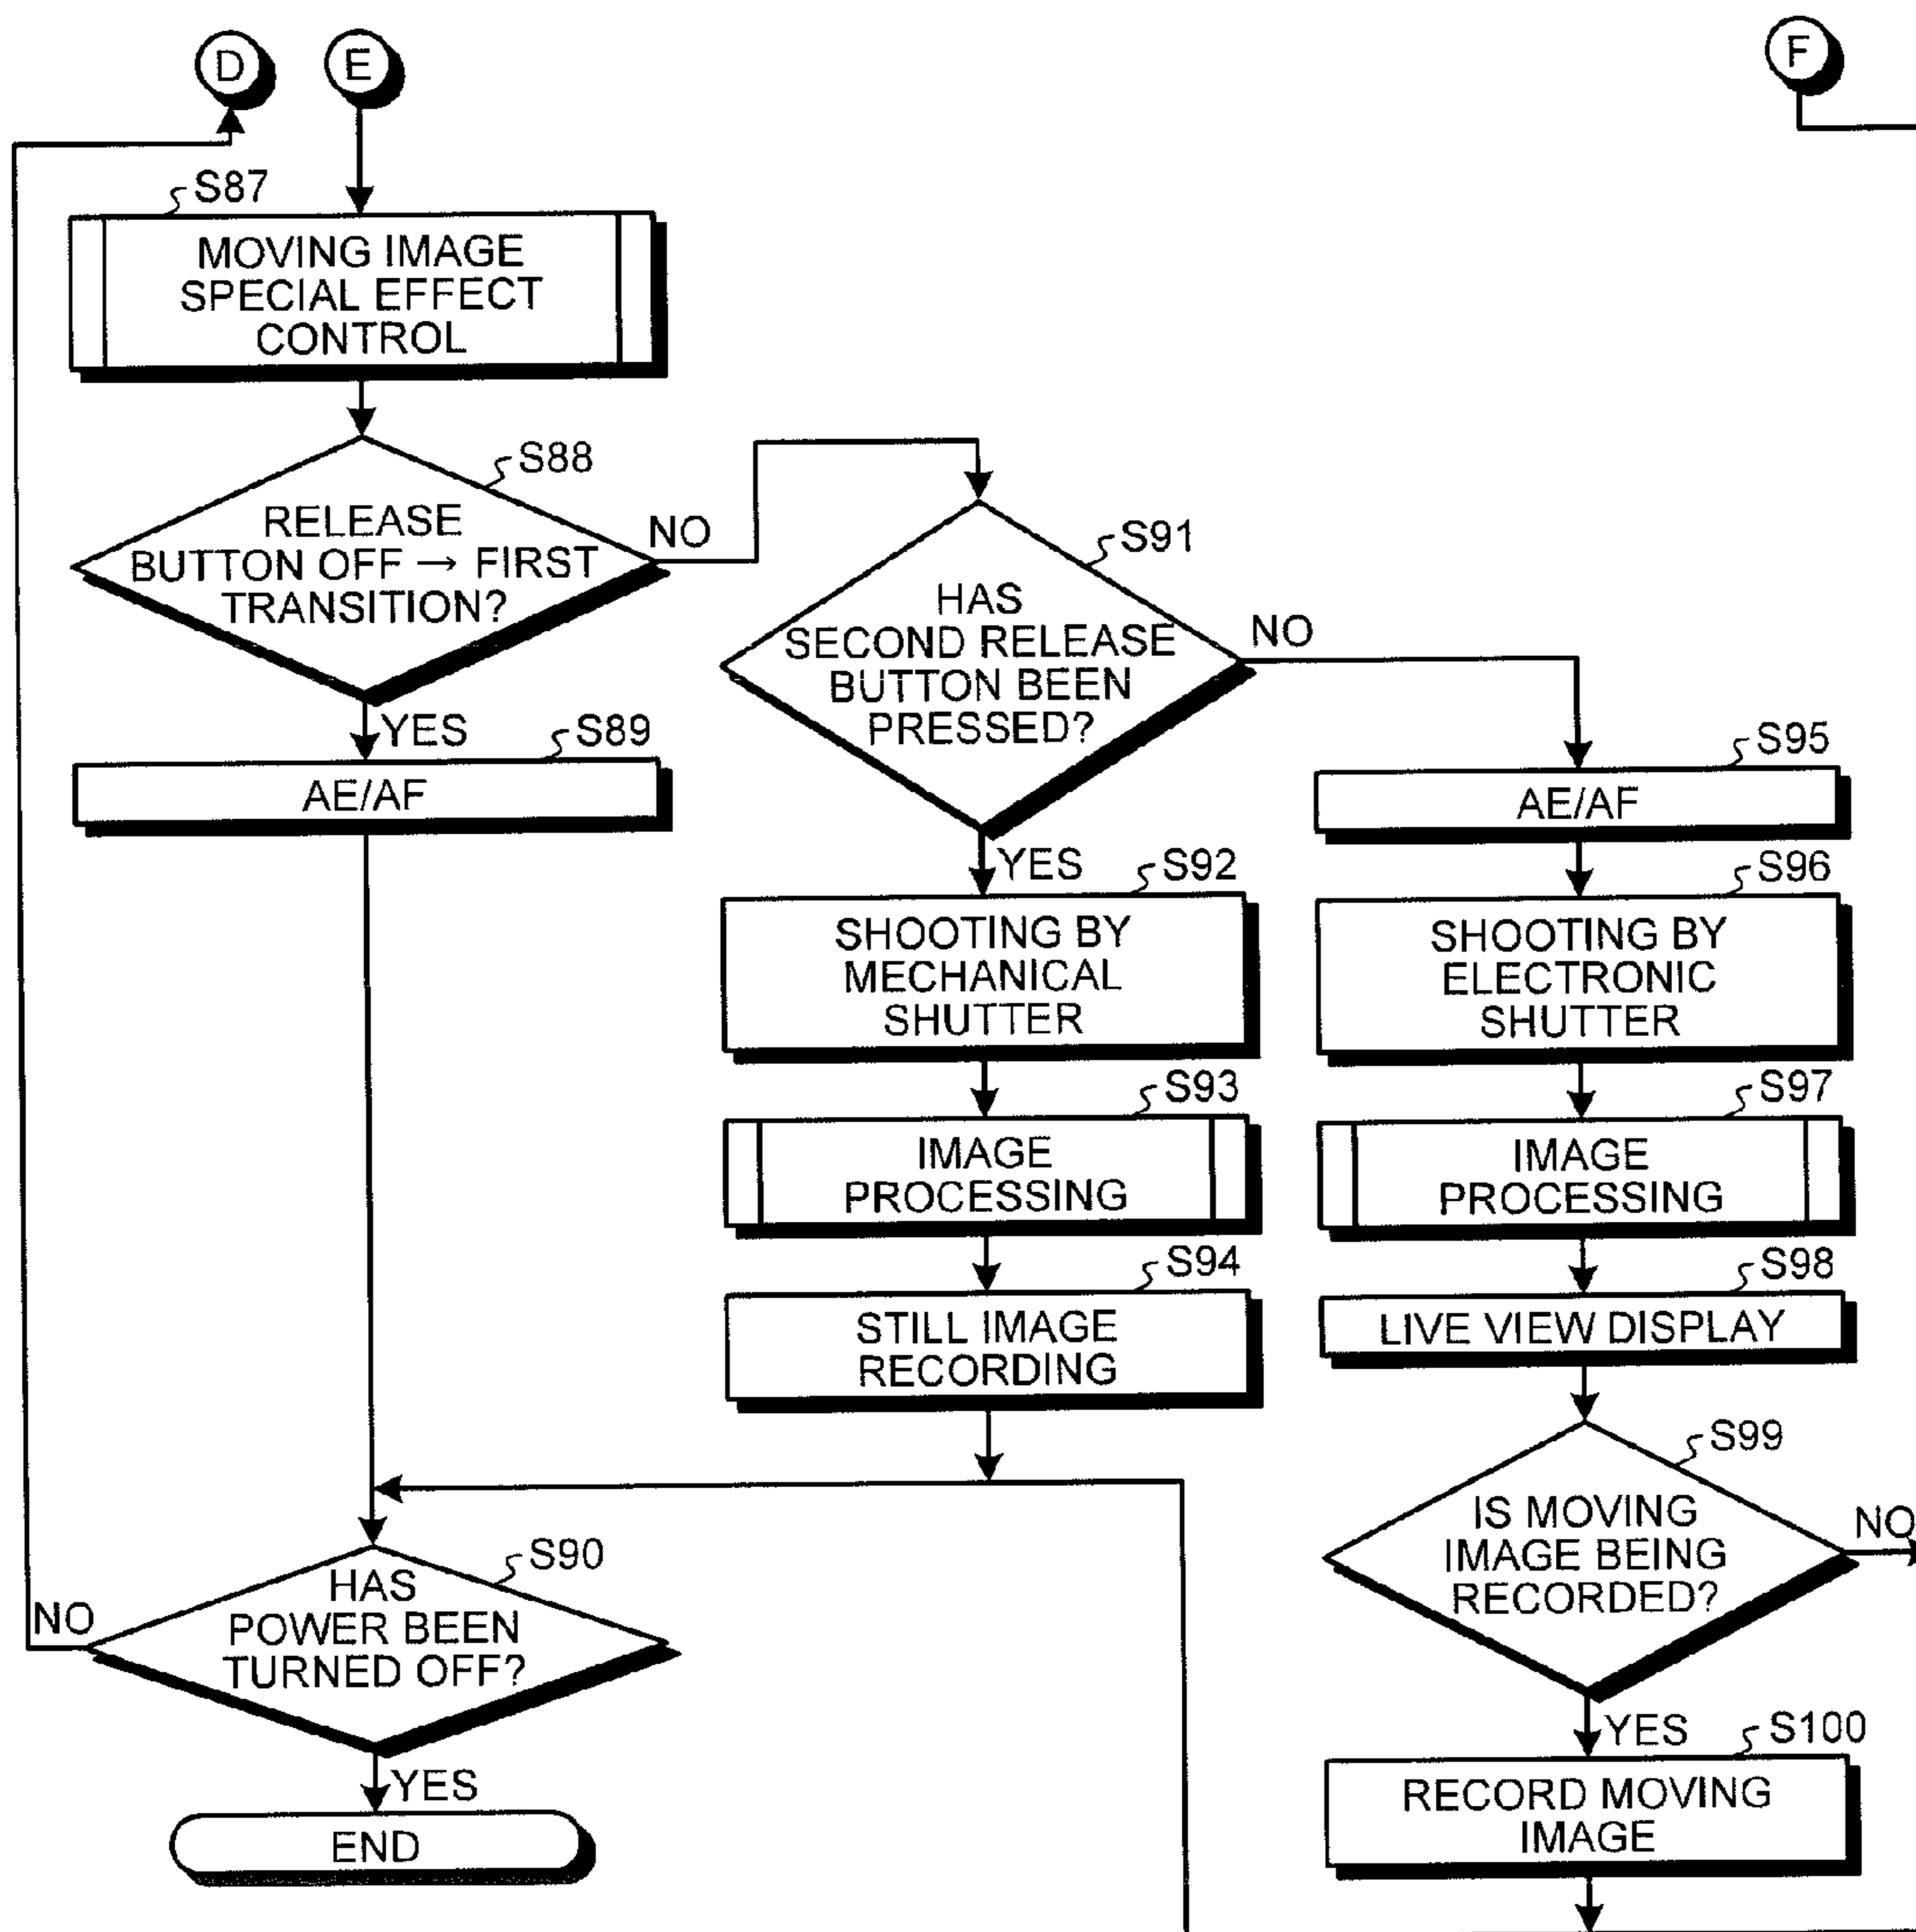 D
E
F
S87
MOVING IMAGE
SPECIAL EFFECT
CONTROL
S88
RELEASE
BUTTON OFF → FIRST
TRANSITION?
NO
YES
S89
AE/AF
S91
HAS
SECOND RELEASE
BUTTON BEEN
PRESSED?
NO
YES
S92
SHOOTING BY
MECHANICAL
SHUTTER
S93
IMAGE
PROCESSING
S94
STILL IMAGE
RECORDING
S95
AE/AF
S96
SHOOTING BY
ELECTRONIC
SHUTTER
S97
IMAGE
PROCESSING
S98
LIVE VIEW DISPLAY
S99
IS MOVING
IMAGE BEING
RECORDED?
NO
YES
S100
RECORD MOVING
IMAGE
S90
HAS
POWER BEEN
TURNED OFF?
NO
YES
END